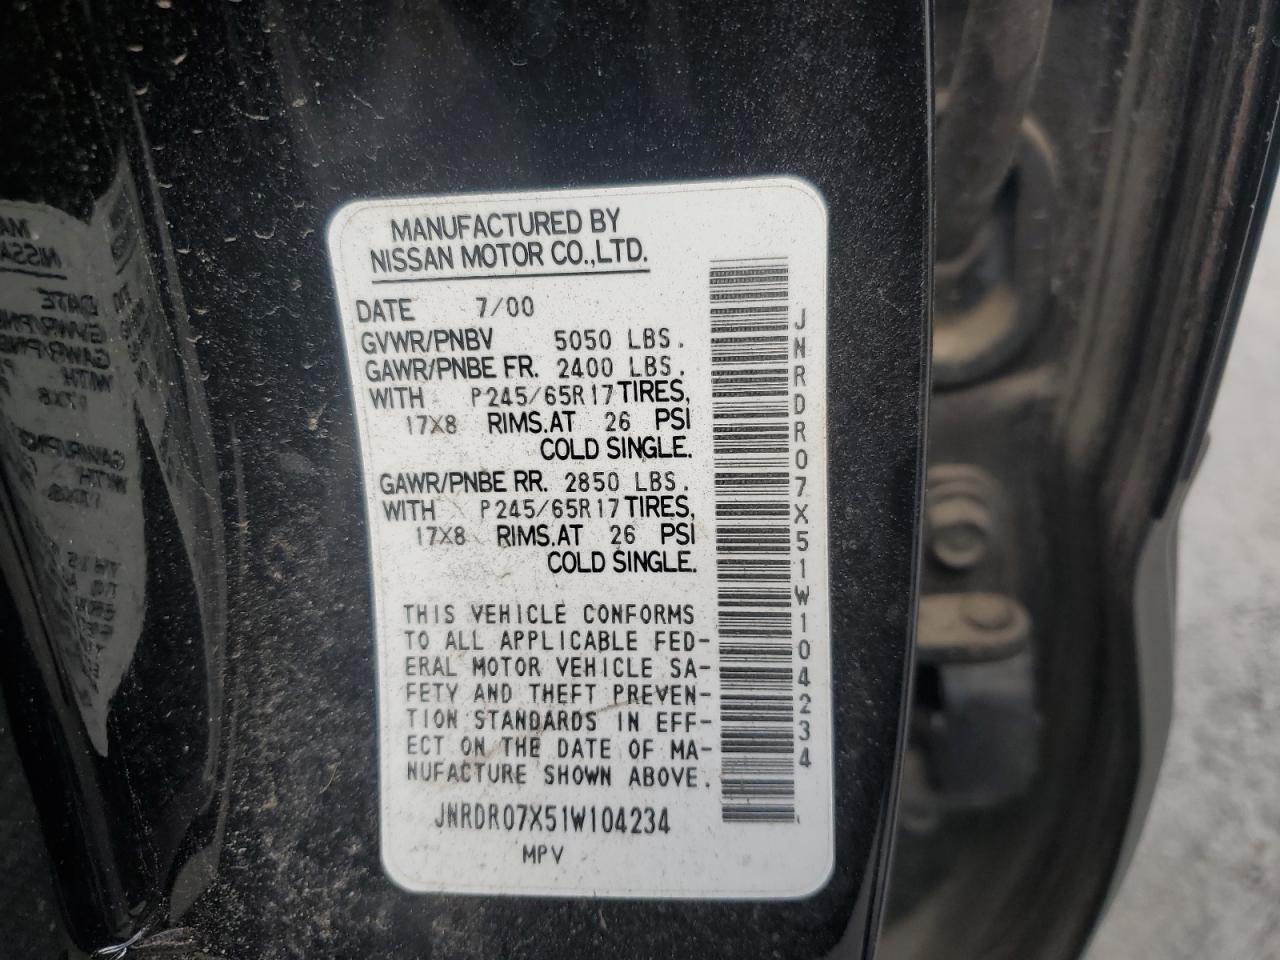 MANUFACTURED BY
NISSAN MOTOR CO.,LTD.
DATE 7/00
GVWR/PNBV 5050 LBS.
GAWR/PNBE FR. 2400 LBS.
WITH P245/65R17 TIRES,
17X8 RIMS.AT 26 PSI
COLD SINGLE.
GAWR/PNBE RR. 2850 LBS.
WITH P245/65R17 TIRES,
17X8 RIMS.AT 26 PSI
COLD SINGLE.
THIS VEHICLE CONFORMS
TO ALL APPLICABLE FED-
ERAL MOTOR VEHICLE SA-
FETY AND THEFT PREVEN-
TION STANDARDS IN EFF-
ECT ON THE DATE OF MA-
NUFACTURE SHOWN ABOVE.
JNRDR07X51W104234
MPV
JNRDR07X51W104234